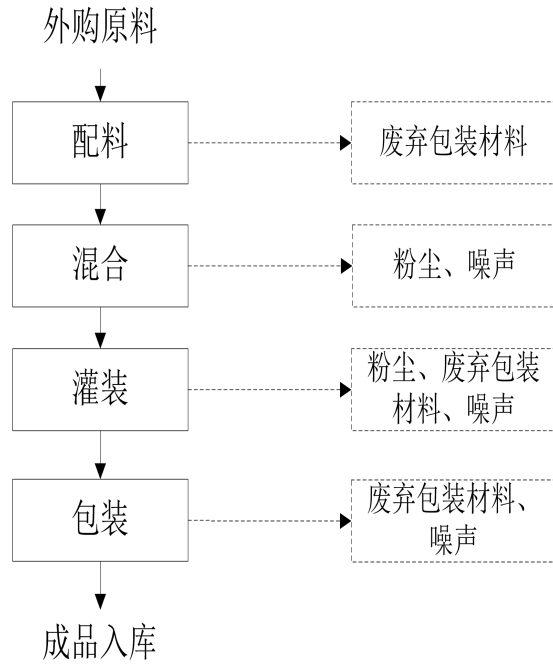 外购原料
配料
废弃包装材料
混合
粉尘、噪声
灌装
粉尘、废弃包装
材料、噪声
包装
废弃包装材料、
噪声
成品入库